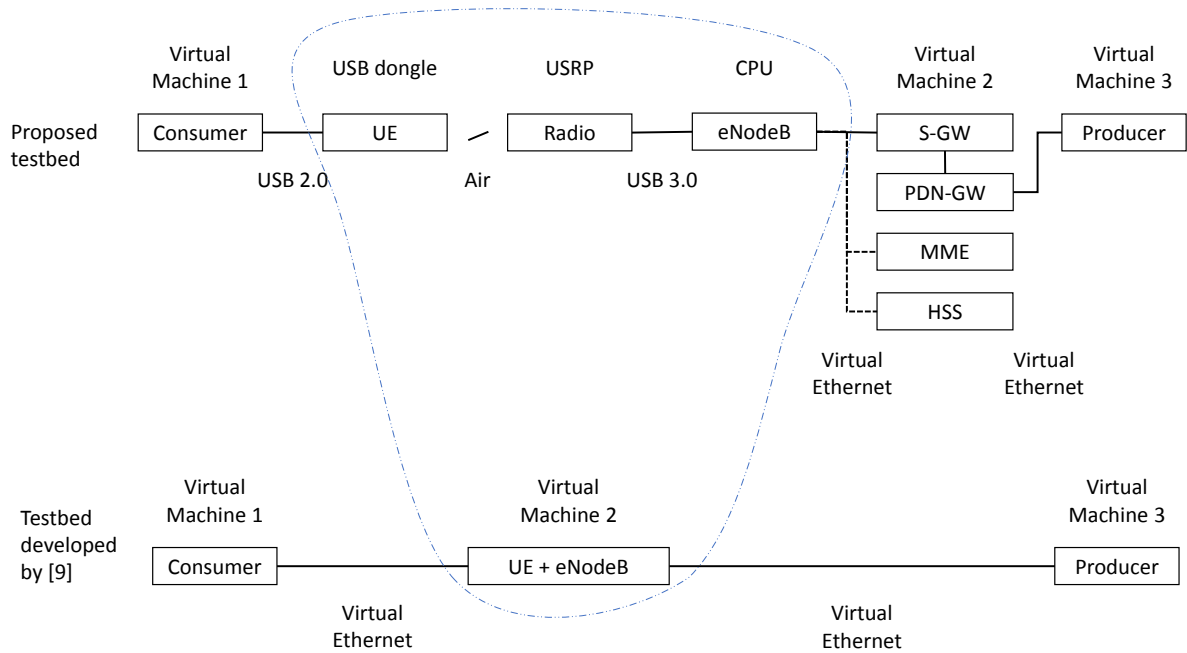 Virtual
Machine 1
USB dongle
USRP
CPU
Virtual
Machine 2
Virtual
Machine 3
Proposed
testbed
Consumer
UE
Radio
eNodeB
S-GW
Producer
USB 2.0
Air
USB 3.0
PDN-GW
MME
HSS
Virtual
Ethernet
Virtual
Ethernet
Virtual
Machine 1
Virtual
Machine 2
Virtual
Machine 3
Testbed
developed
by [9]
Consumer
UE + eNodeB
Producer
Virtual
Ethernet
Virtual
Ethernet